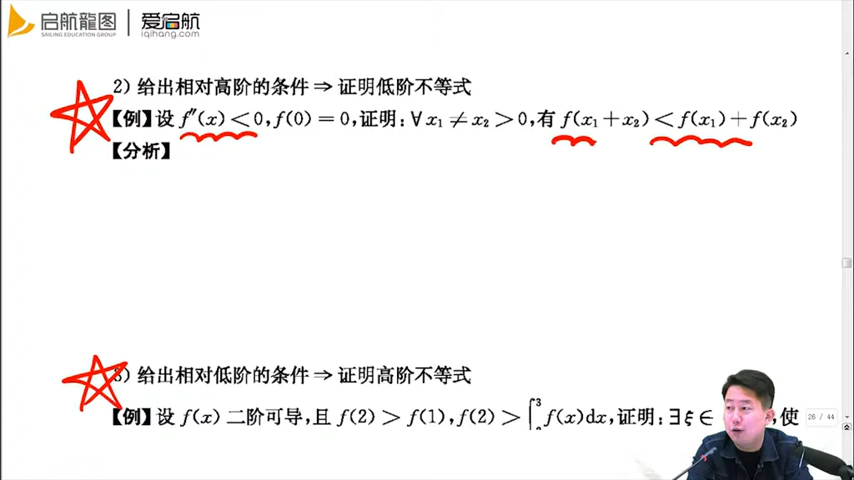 启航龍图 爱启航
SAILING EDUCATION GROUP iqihang.com
2) 给出相对高阶的条件⇒证明低阶不等式
【例】设 f″(x)<0,f(0)=0,证明:∀x₁≠x₂>0,有 f(x₁+x₂)<f(x₁)+f(x₂)
【分析】
3) 给出相对低阶的条件⇒证明高阶不等式
【例】设 f(x) 二阶可导,且 f(2)>f(1),f(2)>∫³f(x)dx,证明:∃ξ∈ ,使
26 / 44